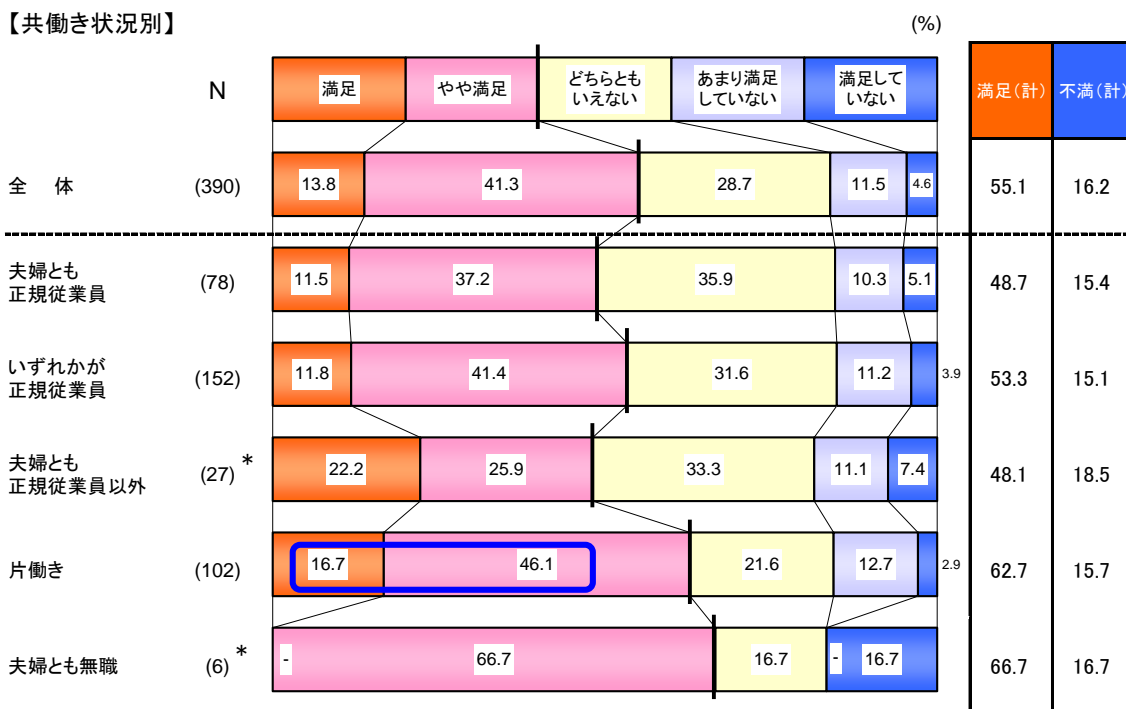 【共働き状況別】
(%)
N 満足 やや満足 どちらとも あまり満足 満足して 満足(計) 不満(計)
いえない していない いない
全 体 (390) 13.8 41.3 28.7 11.5 4.6 55.1 16.2
夫婦とも
正規従業員 (78) 11.5 37.2 35.9 10.3 5.1 48.7 15.4
いずれかが
正規従業員 (152) 11.8 41.4 31.6 11.2 3.9 53.3 15.1
夫婦とも
正規従業員以外 (27) * 22.2 25.9 33.3 11.1 7.4 48.1 18.5
片働き (102) 16.7 46.1 21.6 12.7 2.9 62.7 15.7
夫婦とも無職 (6) * - 66.7 16.7 - 16.7 66.7 16.7